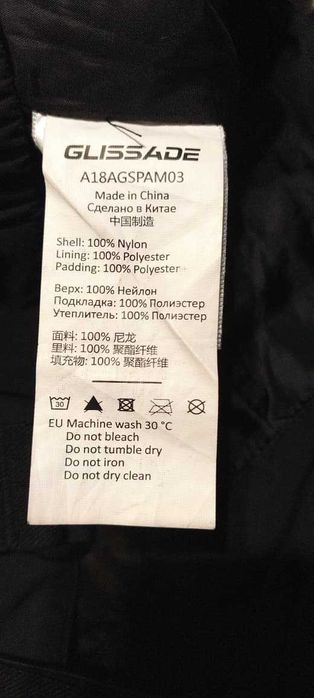 GLISSADE
A18AGSPAM03
Made in China
Сделано в Китае
中国制造
Shell: 100% Nylon
Lining: 100% Polyester
Padding: 100% Polyester
Верх: 100% Нейлон
Подкладка: 100% Полиэстер
Утеплитель: 100% Полиэстер
面料: 100% 尼龙
里料: 100% 聚酯纤维
填充物: 100% 聚酯纤维
30
EU Machine wash 30 °C
Do not bleach
Do not tumble dry
Do not iron
Do not dry clean